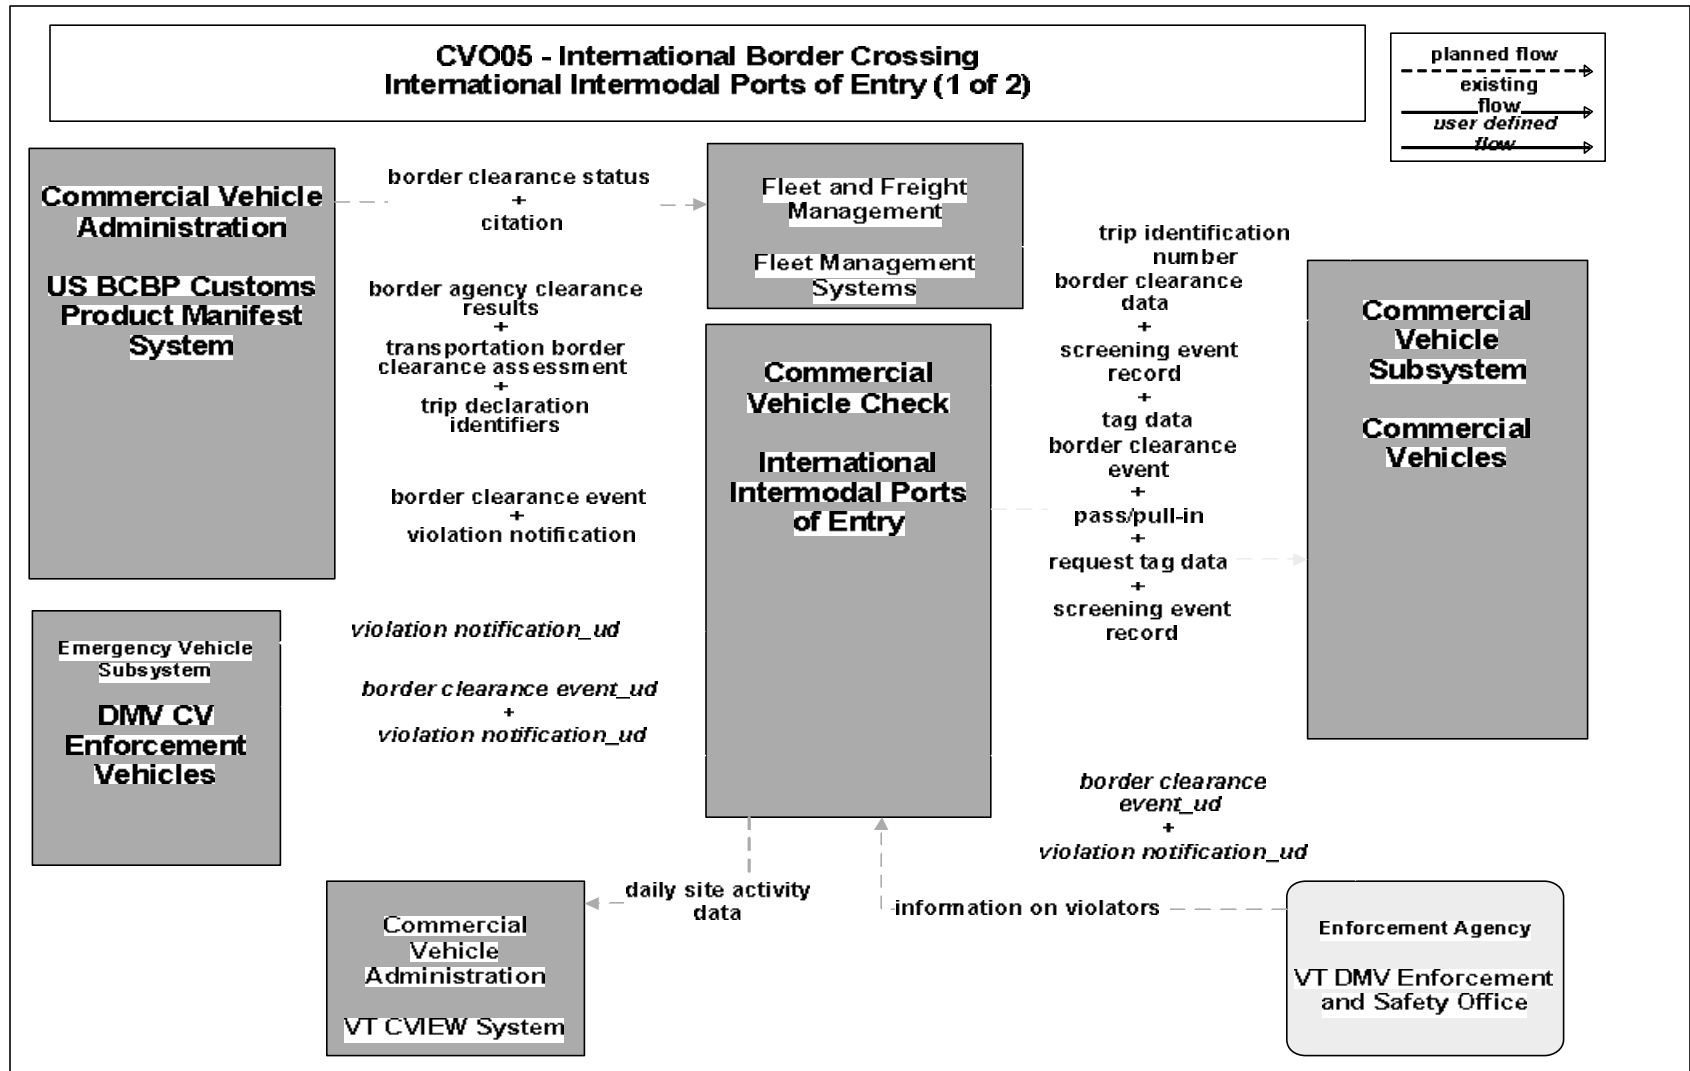 CVO05 - International Border Crossing
International Intermodal Ports of Entry (1 of 2)
planned flow
existing
flow
user defined
flow
Commercial Vehicle
Administration
US BCBP Customs
Product Manifest
System
border clearance status
+
citation
Fleet and Freight
Management
Fleet Management
Systems
border agency clearance
results
+
transportation border
clearance assessment
+
trip declaration
identifiers
border clearance event
+
violation notification
Commercial
Vehicle Check
International
Intermodal Ports
of Entry
trip identification
number
border clearance
data
+
screening event
record
+
tag data
border clearance
event
+
pass/pull-in
+
request tag data
+
screening event
record
Commercial
Vehicle
Subsystem
Commercial
Vehicles
Emergency Vehicle
Subsystem
DMV CV
Enforcement
Vehicles
violation notification_ud
border clearance event_ud
+
violation notification_ud
border clearance
event_ud
+
violation notification_ud
daily site activity
data
information on violators
Commercial
Vehicle
Administration
VT CVIEW System
Enforcement Agency
VT DMV Enforcement
and Safety Office